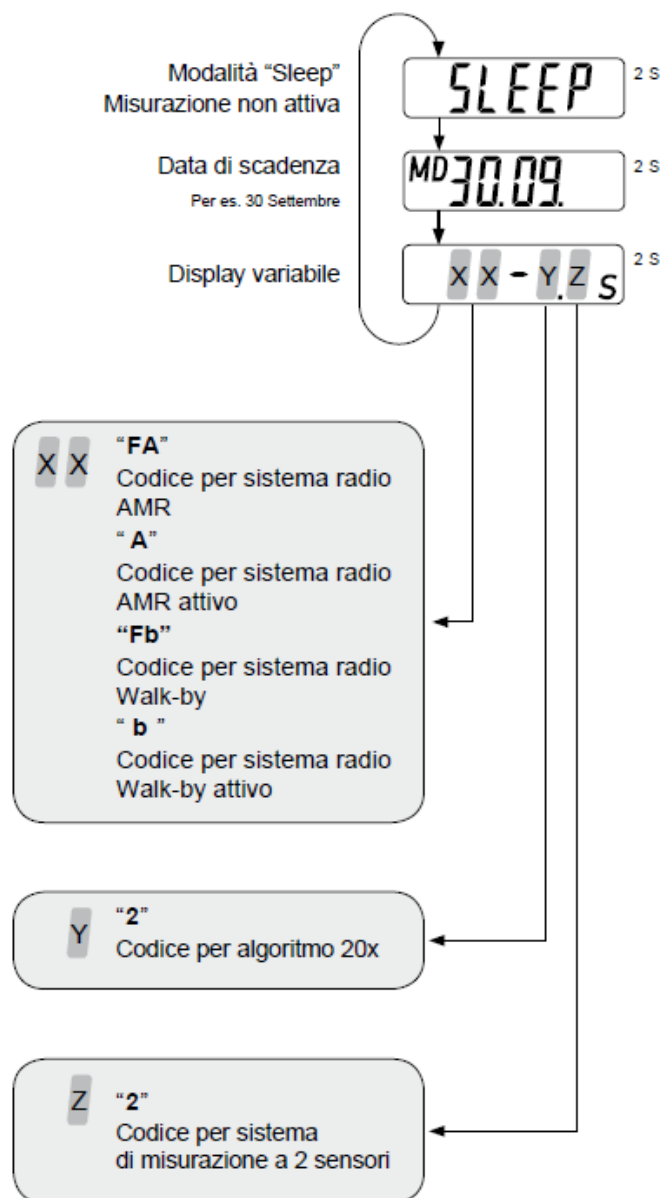 Modalità “Sleep”
Misurazione non attiva
SLEEP
2 S
Data di scadenza
Per es. 30 Settembre
MD 30.09.
2 S
Display variabile
X X - Y.Z S
2 S
X X
“FA”
Codice per sistema radio
AMR
“ A”
Codice per sistema radio
AMR attivo
“Fb”
Codice per sistema radio
Walk-by
“ b ”
Codice per sistema radio
Walk-by attivo
Y
“2”
Codice per algoritmo 20x
Z
“2”
Codice per sistema
di misurazione a 2 sensori